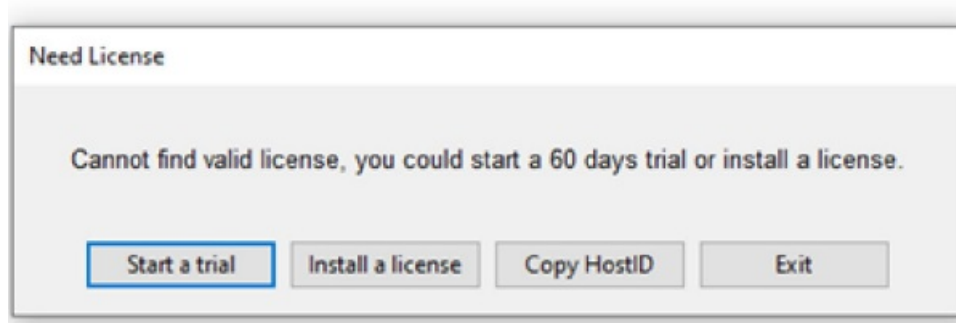 Need License
Cannot find valid license, you could start a 60 days trial or install a license.
Start a trial Install a license Copy HostID Exit